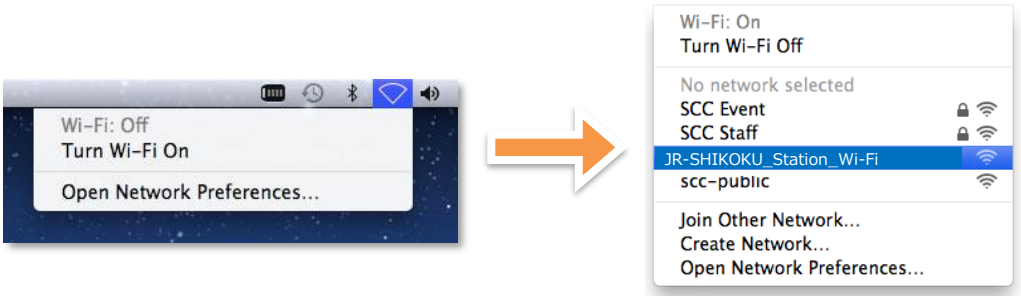 Wi-Fi: Off
Turn Wi-Fi On
Open Network Preferences...
Wi-Fi: On
Turn Wi-Fi Off
No network selected
SCC Event
SCC Staff
JR-SHIKOKU_Station_Wi-Fi
scc-public
Join Other Network...
Create Network...
Open Network Preferences...